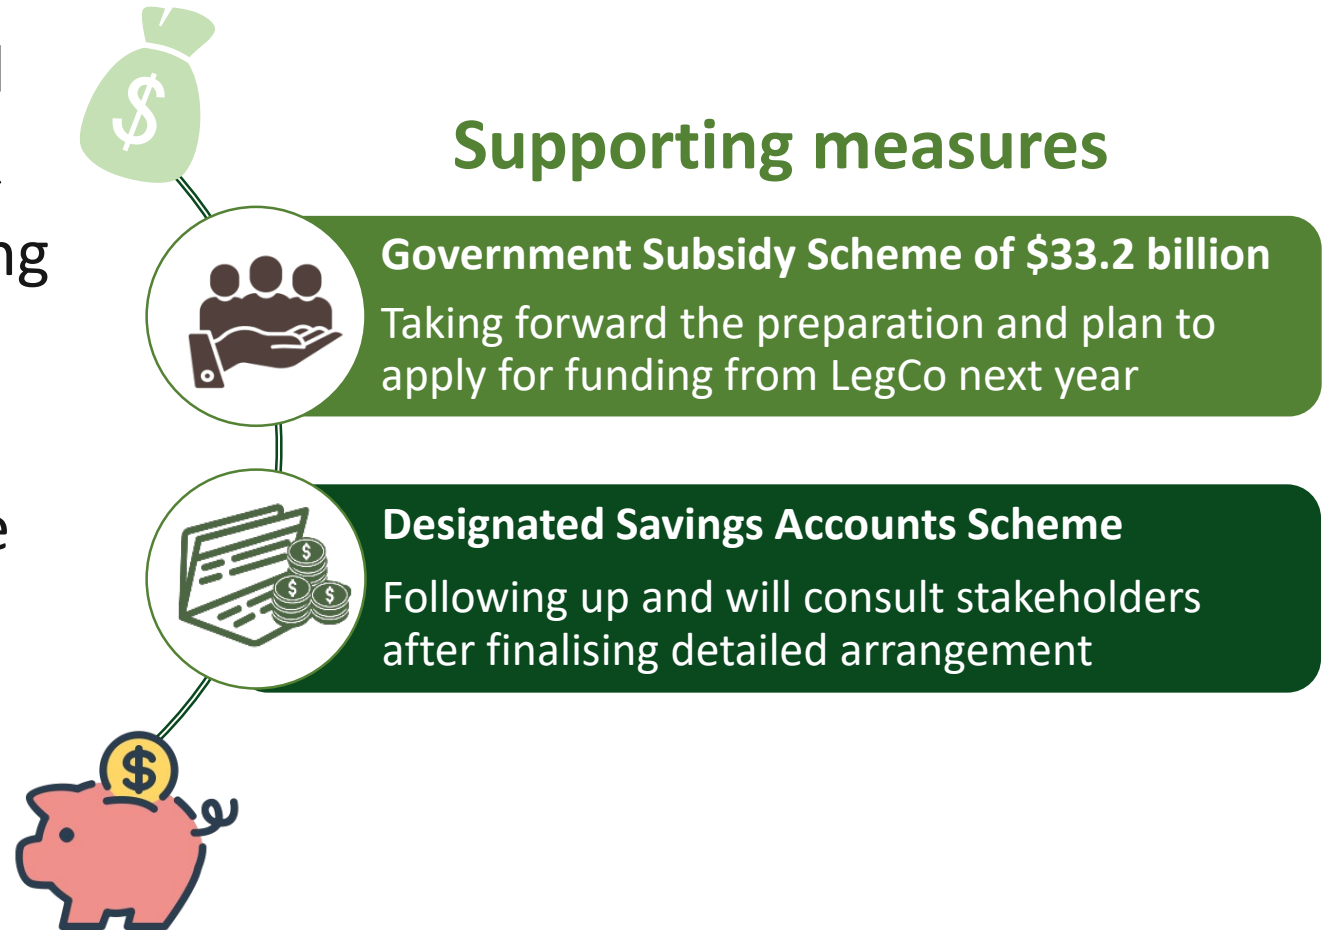 Supporting measures
Government Subsidy Scheme of $33.2 billion
Taking forward the preparation and plan to
apply for funding from LegCo next year
Designated Savings Accounts Scheme
Following up and will consult stakeholders
after finalising detailed arrangement
$
$
$
$
$